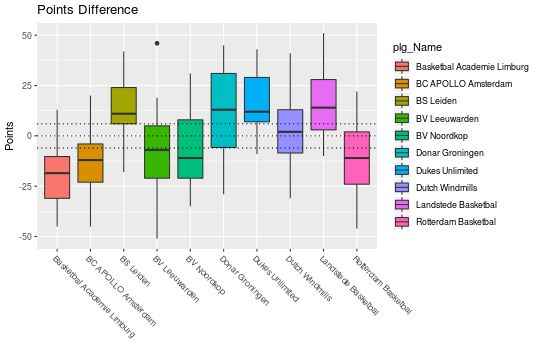 Points Difference
Points
50
25
0
-25
-50
Basketbal Academie Limburg
BC APOLLO Amsterdam
BS Leiden
BV Leeuwarden
BV Noordkop
Donar Groningen
Dukes Unlimited
Dutch Windmills
Landstede Basketbal
Rotterdam Basketbal
plg_Name
Basketbal Academie Limburg
BC APOLLO Amsterdam
BS Leiden
BV Leeuwarden
BV Noordkop
Donar Groningen
Dukes Unlimited
Dutch Windmills
Landstede Basketbal
Rotterdam Basketbal